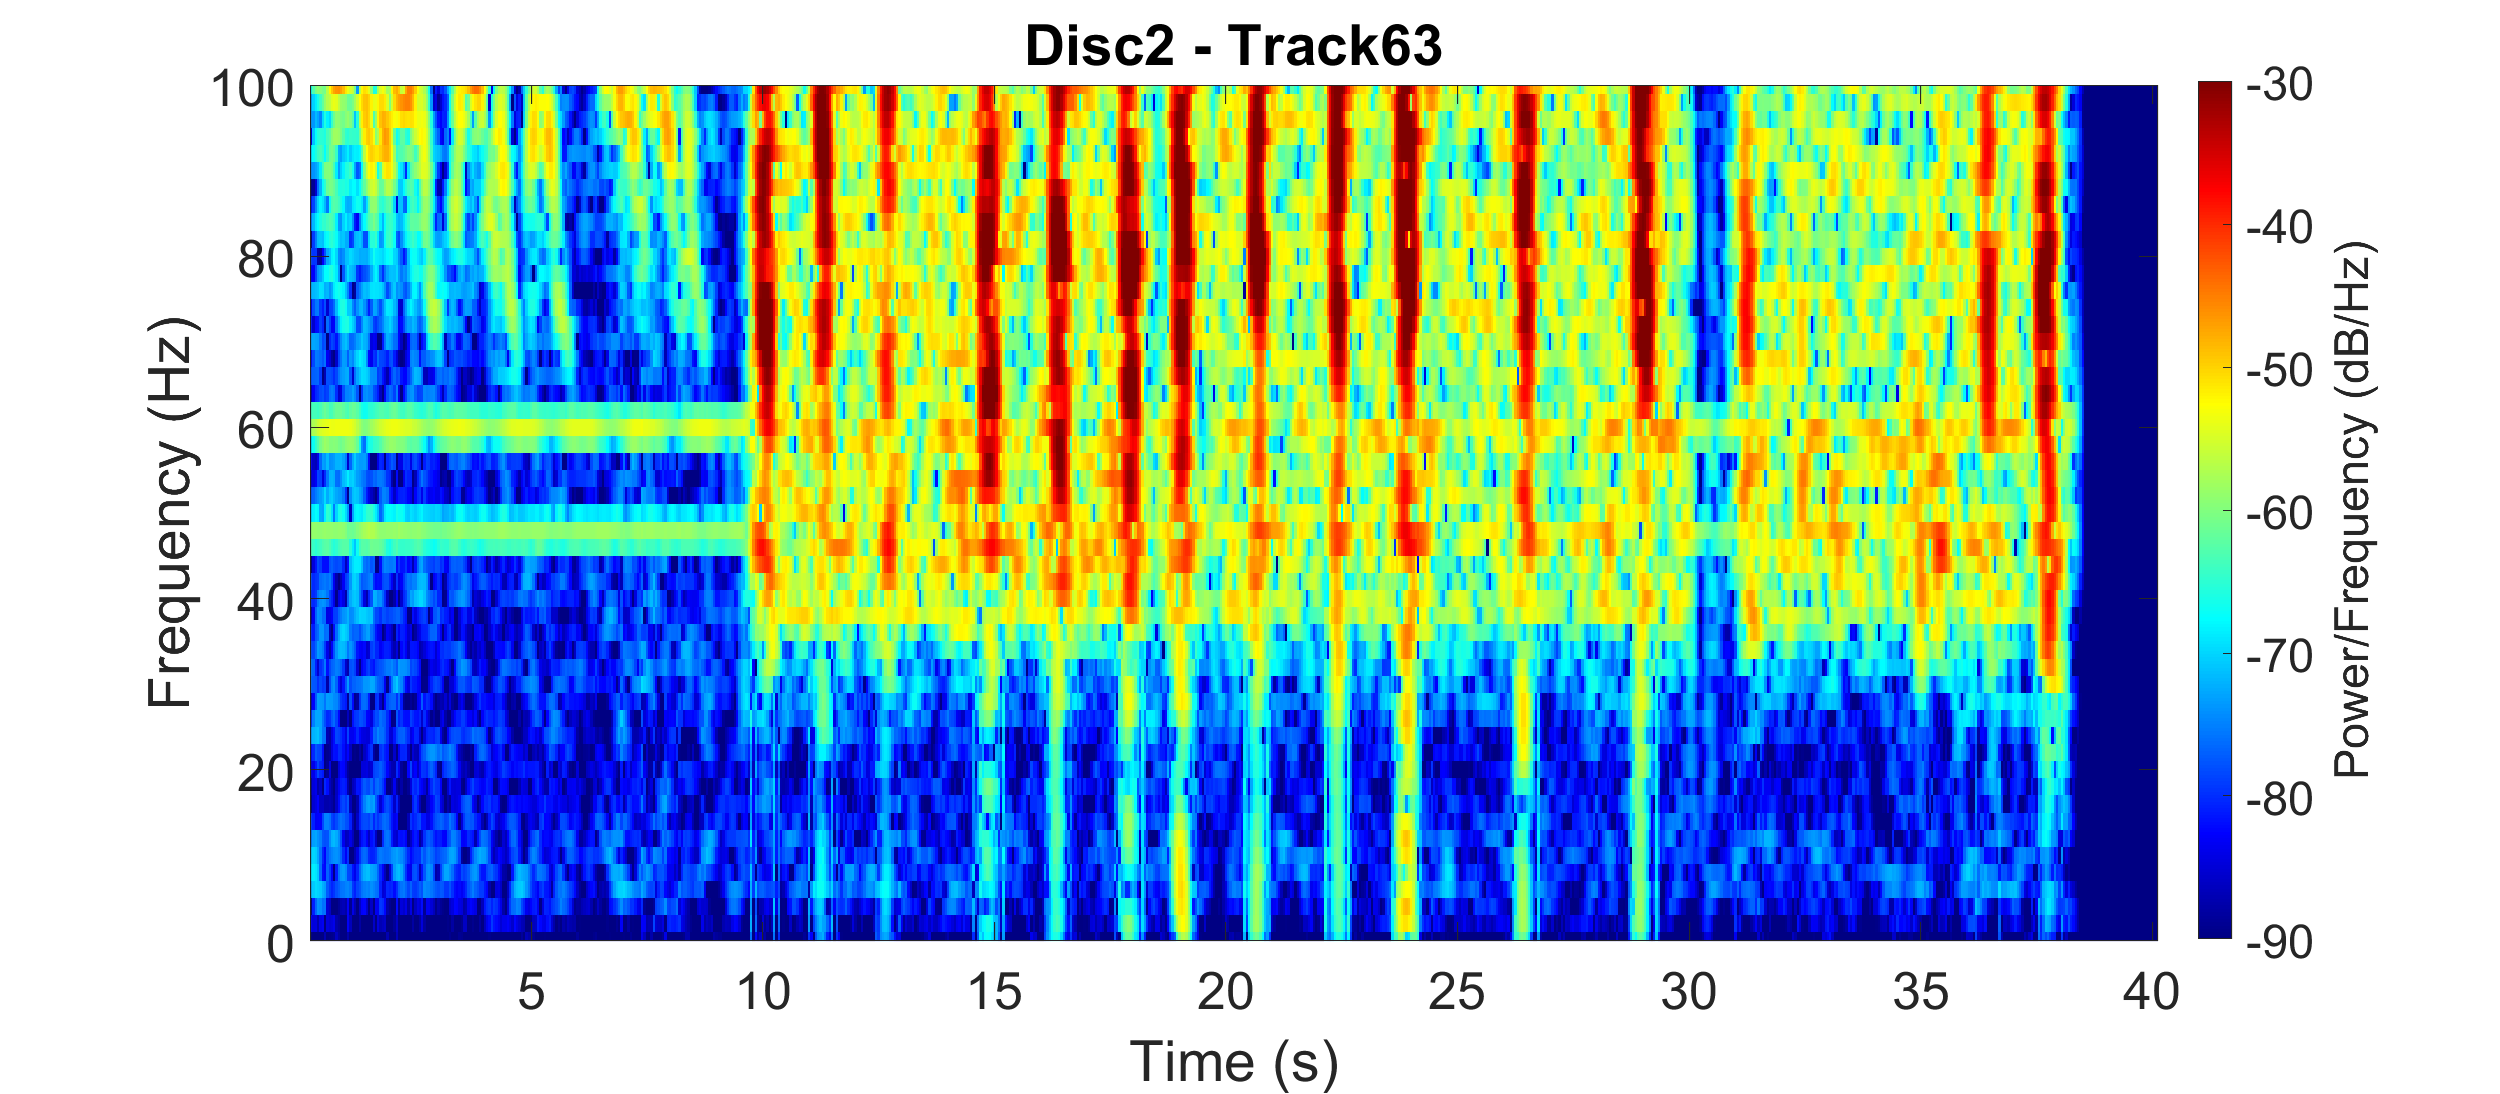 Disc2 - Track63
100
80
60
40
20
0
Frequency (Hz)
5 10 15 20 25 30 35 40
Time (s)
-30
-40
-50
-60
-70
-80
-90
Power/Frequency (dB/Hz)